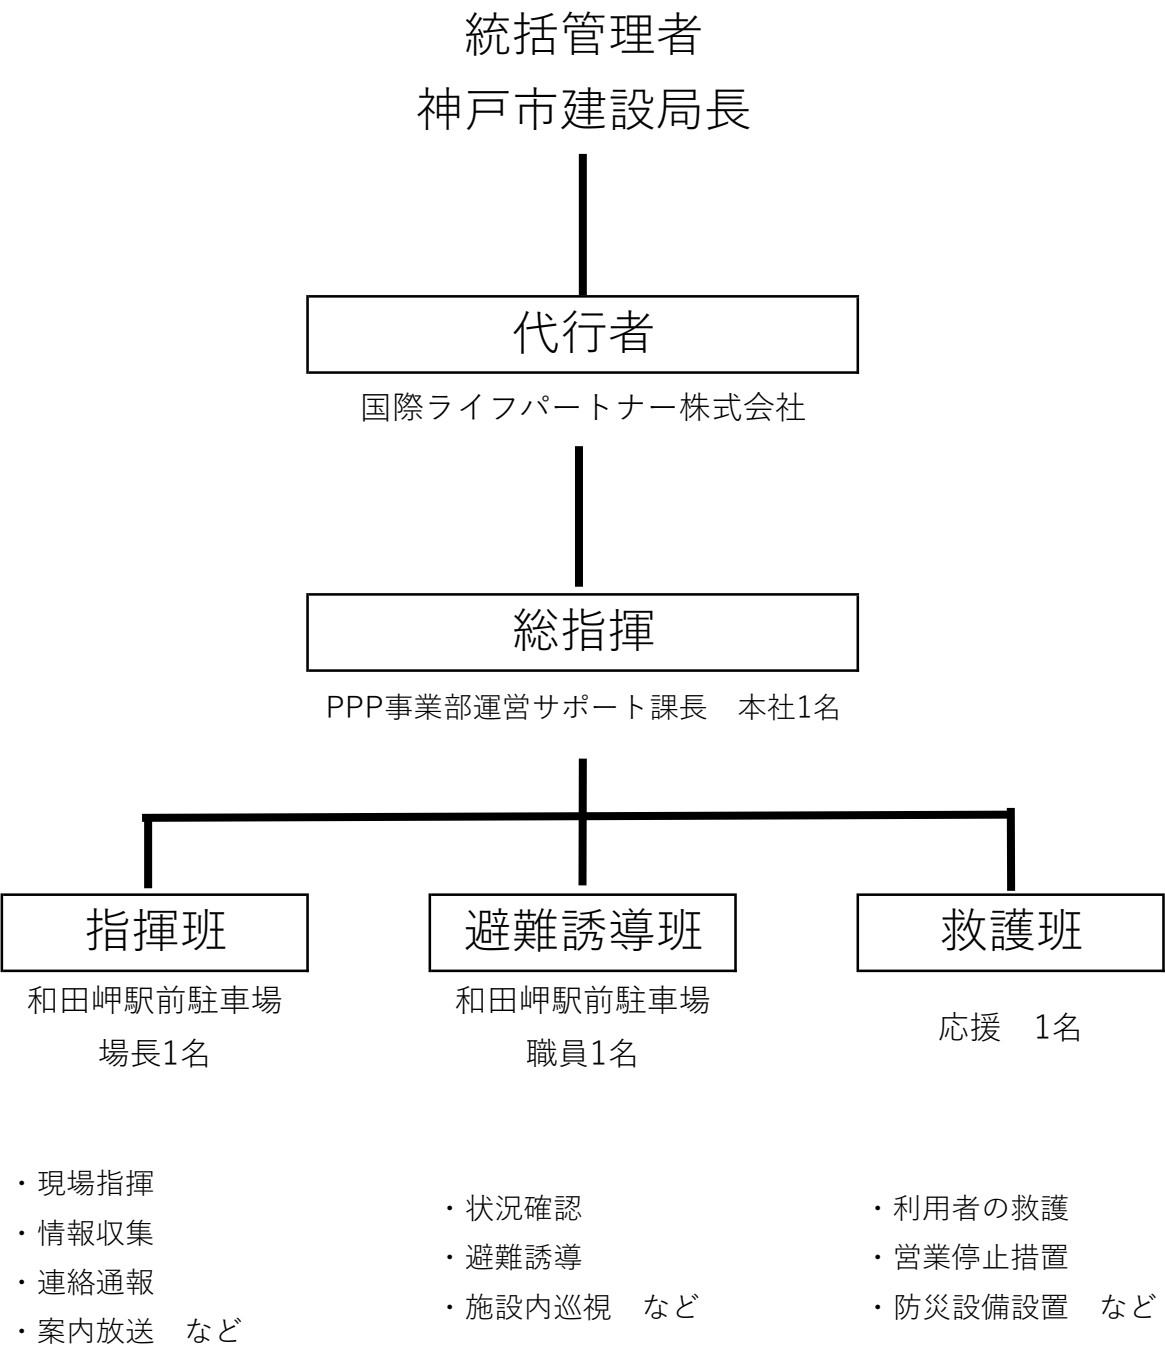 統括管理者
神戸市建設局長
代行者
国際ライフパートナー株式会社
総指揮
PPP事業部運営サポート課長　本社1名
指揮班
和田岬駅前駐車場
場長1名
・現場指揮
・情報収集
・連絡通報
・案内放送　など
避難誘導班
和田岬駅前駐車場
職員1名
・状況確認
・避難誘導
・施設内巡視　など
救護班
応援　1名
・利用者の救護
・営業停止措置
・防災設備設置　など